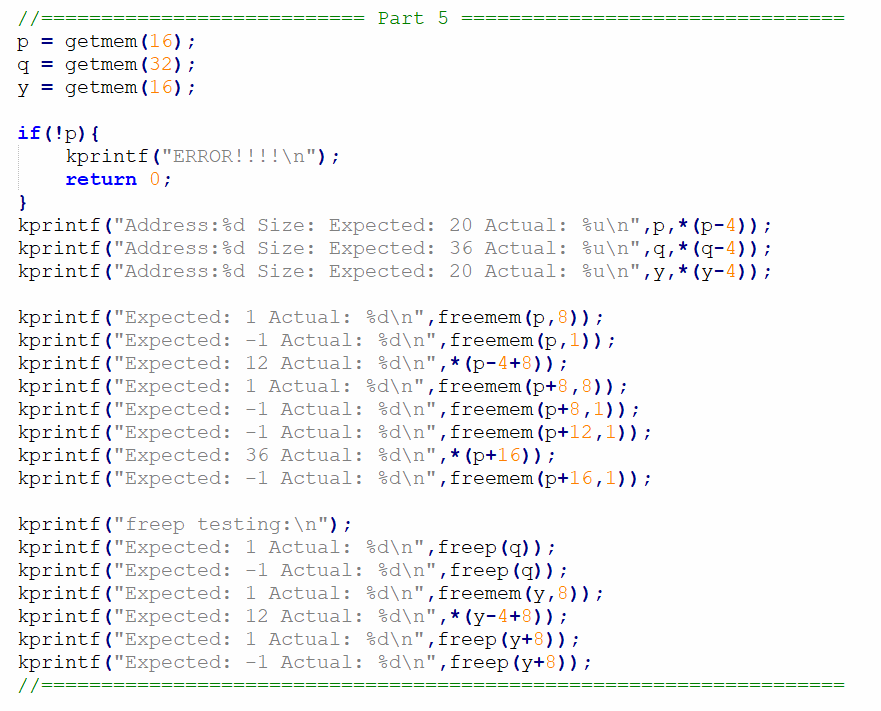 //=========================== Part 5 ================================
p = getmem(16);
q = getmem(32);
y = getmem(16);
if(!p){
    kprintf("ERROR!!!!\n");
    return 0;
}
kprintf("Address:%d Size: Expected: 20 Actual: %u\n",p,*(p-4));
kprintf("Address:%d Size: Expected: 36 Actual: %u\n",q,*(q-4));
kprintf("Address:%d Size: Expected: 20 Actual: %u\n",y,*(y-4));
kprintf("Expected: 1 Actual: %d\n",freemem(p,8));
kprintf("Expected: -1 Actual: %d\n",freemem(p,1));
kprintf("Expected: 12 Actual: %d\n",*(p-4+8));
kprintf("Expected: 1 Actual: %d\n",freemem(p+8,8));
kprintf("Expected: -1 Actual: %d\n",freemem(p+8,1));
kprintf("Expected: -1 Actual: %d\n",freemem(p+12,1));
kprintf("Expected: 36 Actual: %d\n",*(p+16));
kprintf("Expected: -1 Actual: %d\n",freemem(p+16,1));
kprintf("freep testing:\n");
kprintf("Expected: 1 Actual: %d\n",freep(q));
kprintf("Expected: -1 Actual: %d\n",freep(q));
kprintf("Expected: 1 Actual: %d\n",freemem(y,8));
kprintf("Expected: 12 Actual: %d\n",*(y-4+8));
kprintf("Expected: 1 Actual: %d\n",freep(y+8));
kprintf("Expected: -1 Actual: %d\n",freep(y+8));
//===================================================================